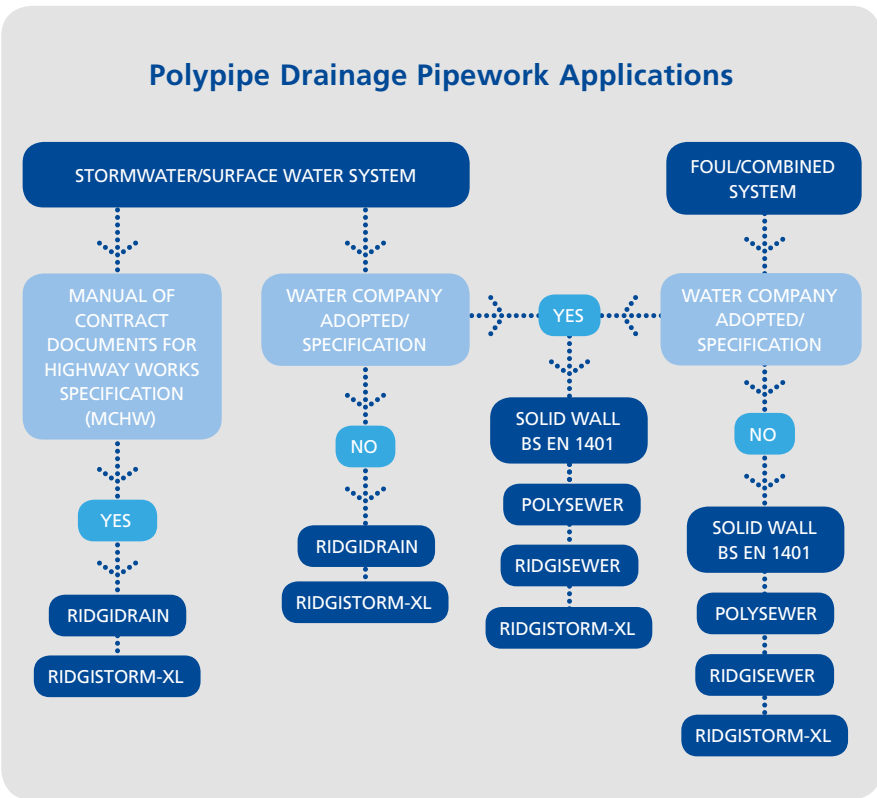 Polypipe Drainage Pipework Applications
STORMWATER/SURFACE WATER SYSTEM
FOUL/COMBINED
SYSTEM
MANUAL OF
CONTRACT
DOCUMENTS FOR
HIGHWAY WORKS
SPECIFICATION
(MCHW)
WATER COMPANY
ADOPTED/
SPECIFICATION
YES
WATER COMPANY
ADOPTED/
SPECIFICATION
YES
RIDGIDRAIN
RIDGISTORM-XL
NO
RIDGIDRAIN
RIDGISTORM-XL
SOLID WALL
BS EN 1401
POLYSEWER
RIDGISEWER
RIDGISTORM-XL
NO
SOLID WALL
BS EN 1401
POLYSEWER
RIDGISEWER
RIDGISTORM-XL